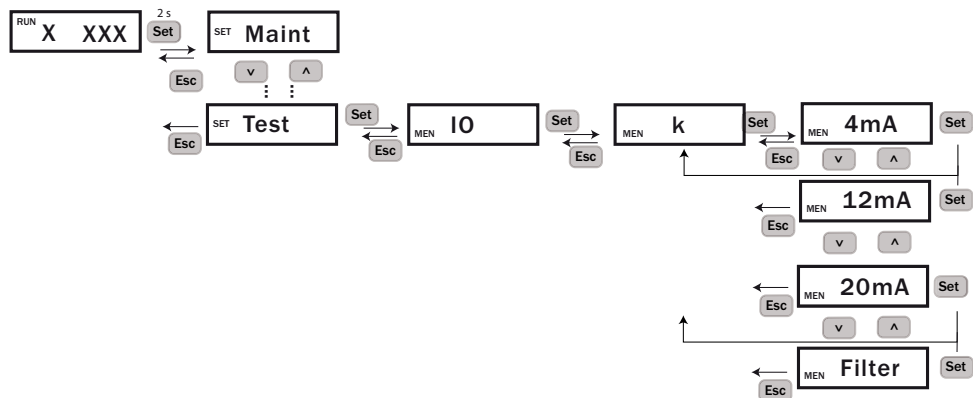 RUN X XXX
2 s
Set
Esc
SET Maint
v ^
SET Test
Esc
Set
Esc
MEN IO
Set
Esc
MEN k
Set
Esc
MEN 4mA
Set
v ^
MEN 12mA
Set
Esc
v ^
MEN 20mA
Set
Esc
v ^
MEN Filter
Set
Esc